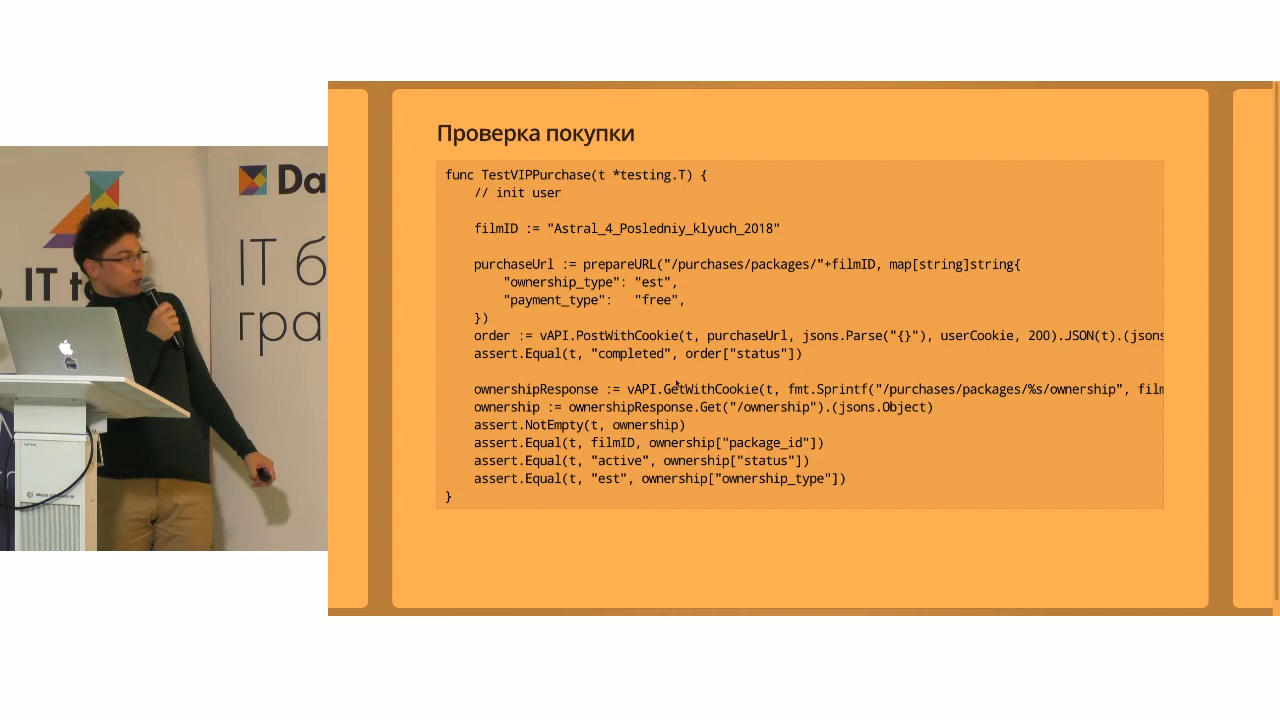 IT t
Da
IT б
гра
Проверка покупки
func TestVIPPurchase(t *testing.T) {
// init user
filmID := "Astral_4_Posledniy_klyuch_2018"
purchaseUrl := prepareURL("/purchases/packages/"+filmID, map[string]string{
"ownership_type": "est",
"payment_type": "free",
})
order := vAPI.PostWithCookie(t, purchaseUrl, jsons.Parse("{}"), userCookie, 200).JSON(t).(jsons
assert.Equal(t, "completed", order["status"])
ownershipResponse := vAPI.GetWithCookie(t, fmt.Sprintf("/purchases/packages/%s/ownership", film
ownership := ownershipResponse.Get("/ownership").(jsons.Object)
assert.NotEmpty(t, ownership)
assert.Equal(t, filmID, ownership["package_id"])
assert.Equal(t, "active", ownership["status"])
assert.Equal(t, "est", ownership["ownership_type"])
}